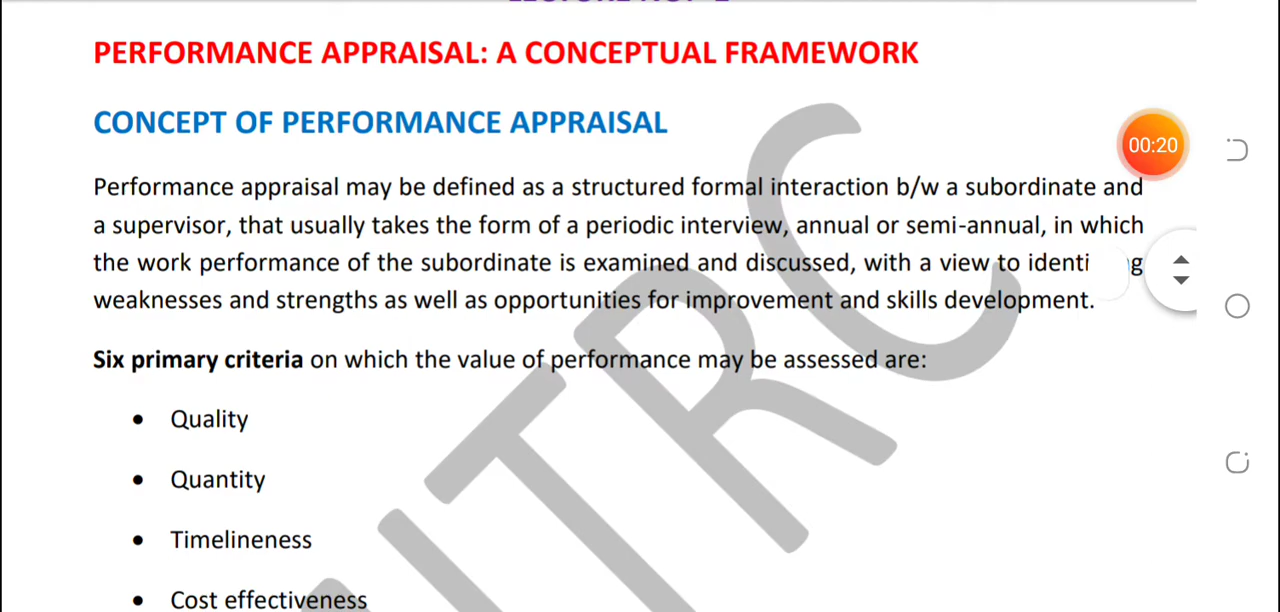 PERFORMANCE APPRAISAL: A CONCEPTUAL FRAMEWORK
CONCEPT OF PERFORMANCE APPRAISAL
00:20
Performance appraisal may be defined as a structured formal interaction b/w a subordinate and
a supervisor, that usually takes the form of a periodic interview, annual or semi-annual, in which
the work performance of the subordinate is examined and discussed, with a view to
weaknesses and strengths as well as opportunities for improvement and skills development.
Six primary criteria on which the value of performance may be assessed are:
• Quality
• Quantity
• Timelineness
• Cost effectiveness